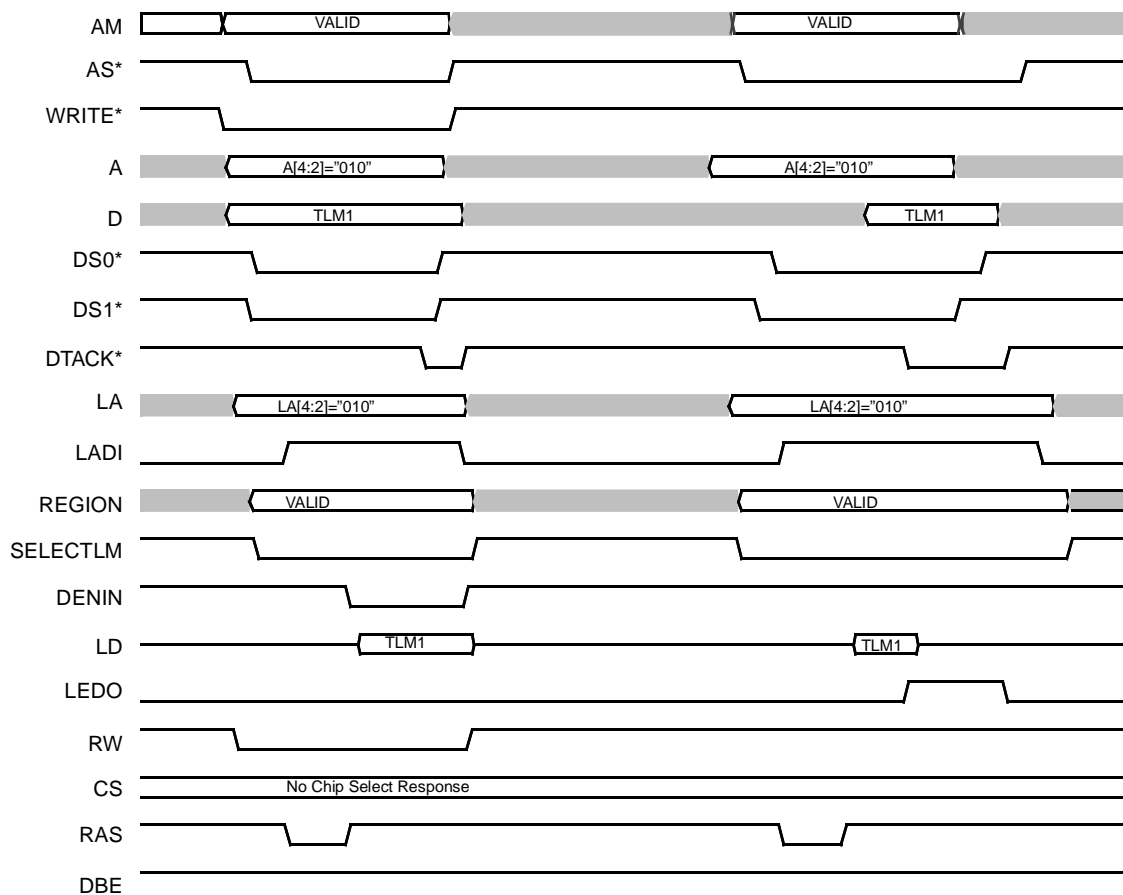 AM VALID VALID
AS*
WRITE*
A A[4:2]=”010” A[4:2]=”010”
D TLM1 TLM1
DS0*
DS1*
DTACK*
LA LA[4:2]=”010” LA[4:2]=”010”
LADI
REGION VALID VALID
SELECTLM
DENIN
LD TLM1 TLM1
LEDO
RW
CS No Chip Select Response
RAS
DBE